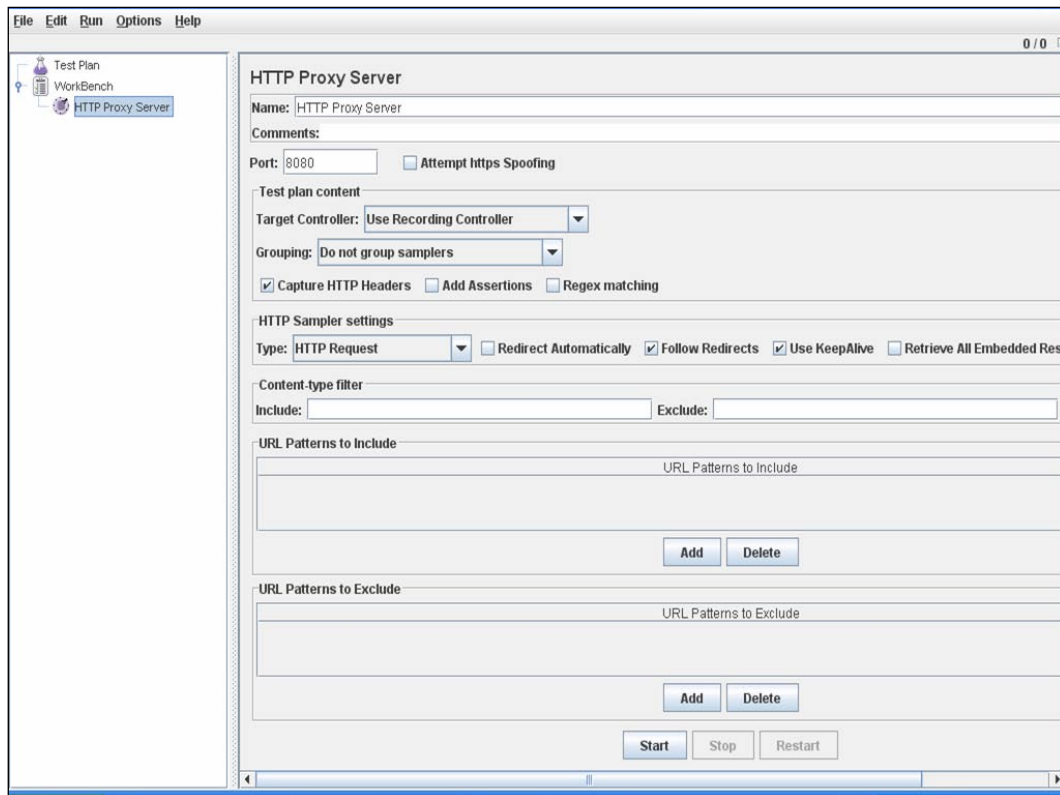 File Edit Run Options Help
0 / 0
Test Plan
WorkBench
HTTP Proxy Server
HTTP Proxy Server
Name: HTTP Proxy Server
Comments:
Port: 8080 Attempt https Spoofing
Test plan content
Target Controller: Use Recording Controller
Grouping: Do not group samplers
Capture HTTP Headers Add Assertions Regex matching
HTTP Sampler settings
Type: HTTP Request Redirect Automatically Follow Redirects Use KeepAlive Retrieve All Embedded Res
Content-type filter
Include: Exclude:
URL Patterns to Include
URL Patterns to Include
Add Delete
URL Patterns to Exclude
URL Patterns to Exclude
Add Delete
Start Stop Restart